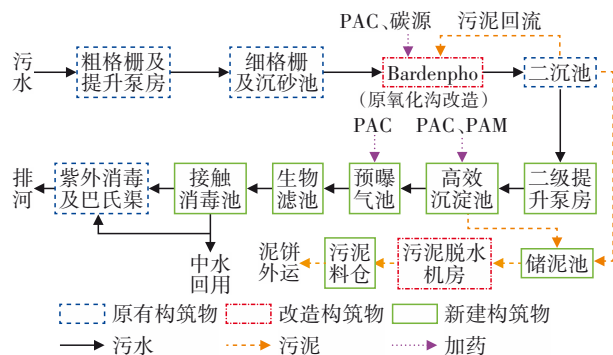 PAC、碳源
污泥回流
污水
粗格栅及
提升泵房
细格栅
及沉砂池
Bardenpho
二沉池
(原氧化沟改造)
PAC
PAC、PAM
排河
紫外消毒
及巴氏渠
接触
消毒池
生物
滤池
预曝
气池
高效
沉淀池
二级提
升泵房
中水
回用
泥饼
外运
污泥
料仓
污泥脱水
机房
储泥池
原有构筑物
改造构筑物
新建构筑物
污水
污泥
加药